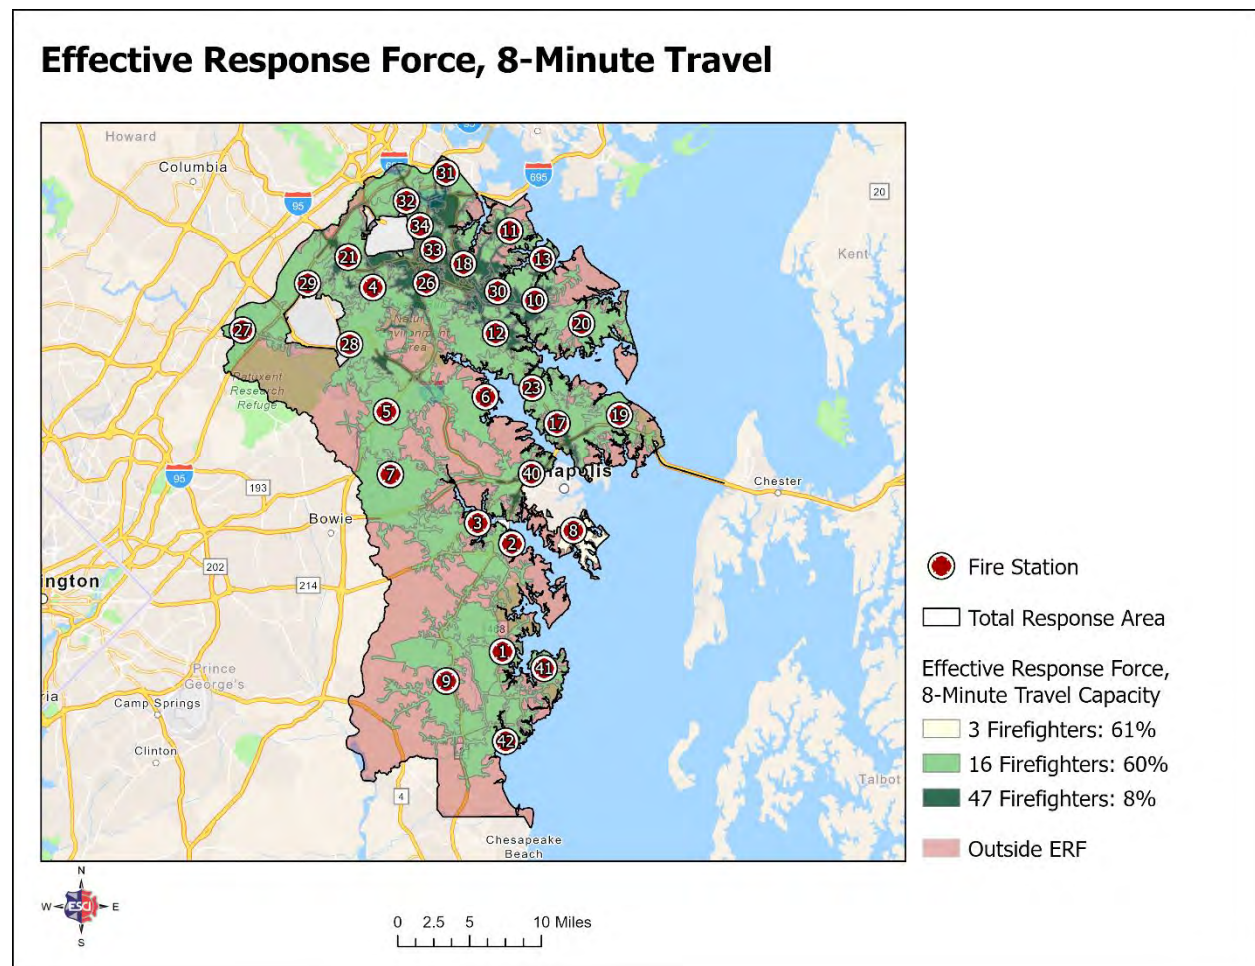 Effective Response Force, 8-Minute Travel
Howard
Columbia
95
695
20
Kent
31
32
34
11
33
13
21
18
29
4
26
30
10
27
20
12
28
Patuxent
Research
Refuge
23
6
5
19
17
40
apolis
7
95
193
Chester
Bowie
3
8
2
202
ington
214
1
41
9
Prince
George's
ria
Camp Springs
42
Clinton
Talbot
4
Chesapeake
Beach
Fire Station
Total Response Area
Effective Response Force,
8-Minute Travel Capacity
3 Firefighters: 61%
16 Firefighters: 60%
47 Firefighters: 8%
Outside ERF
N
W
ESCI
E
S
0 2.5 5 10 Miles